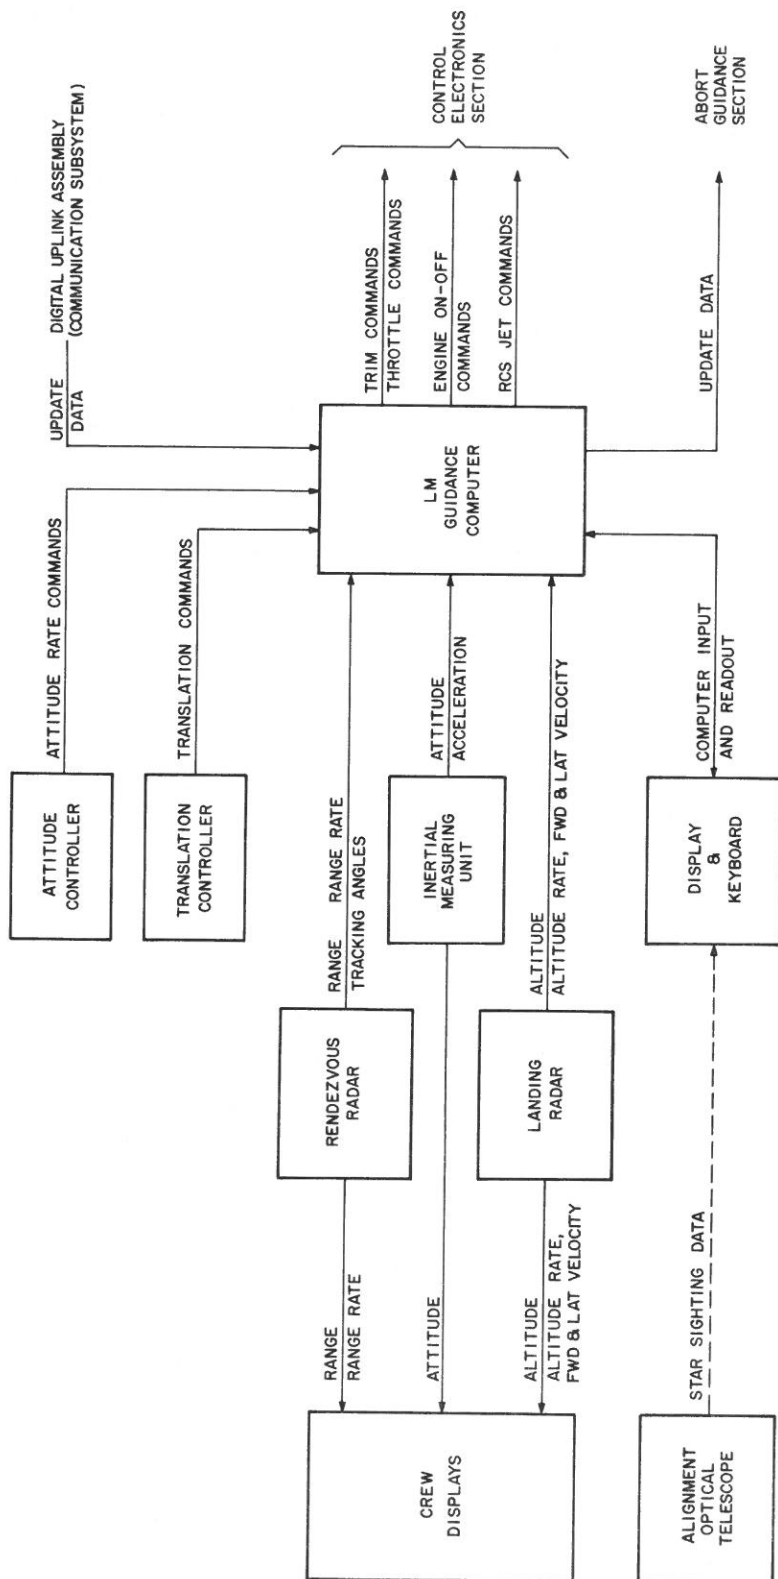 ATTITUDE
CONTROLLER
ATTITUDE RATE COMMANDS
UPDATE
DATA
DIGITAL UPLINK ASSEMBLY
(COMMUNICATION SUBSYSTEM)
TRANSLATION
CONTROLLER
TRANSLATION COMMANDS
CREW
DISPLAYS
RANGE
RANGE RATE
RENDEZVOUS
RADAR
RANGE RANGE RATE
TRACKING ANGLES
ATTITUDE
INERTIAL
MEASURING
UNIT
ATTITUDE
ACCELERATION
ALTITUDE
ALTITUDE RATE,
FWD & LAT VELOCITY
LANDING
RADAR
ALTITUDE
ALTITUDE RATE, FWD & LAT VELOCITY
LM
GUIDANCE
COMPUTER
TRIM COMMANDS
THROTTLE COMMANDS
ENGINE ON-OFF
COMMANDS
RCS JET COMMANDS
CONTROL
ELECTRONICS
SECTION
ALIGNMENT
OPTICAL
TELESCOPE
STAR SIGHTING DATA
DISPLAY
&
KEYBOARD
COMPUTER INPUT
AND READOUT
UPDATE DATA
ABORT
GUIDANCE
SECTION